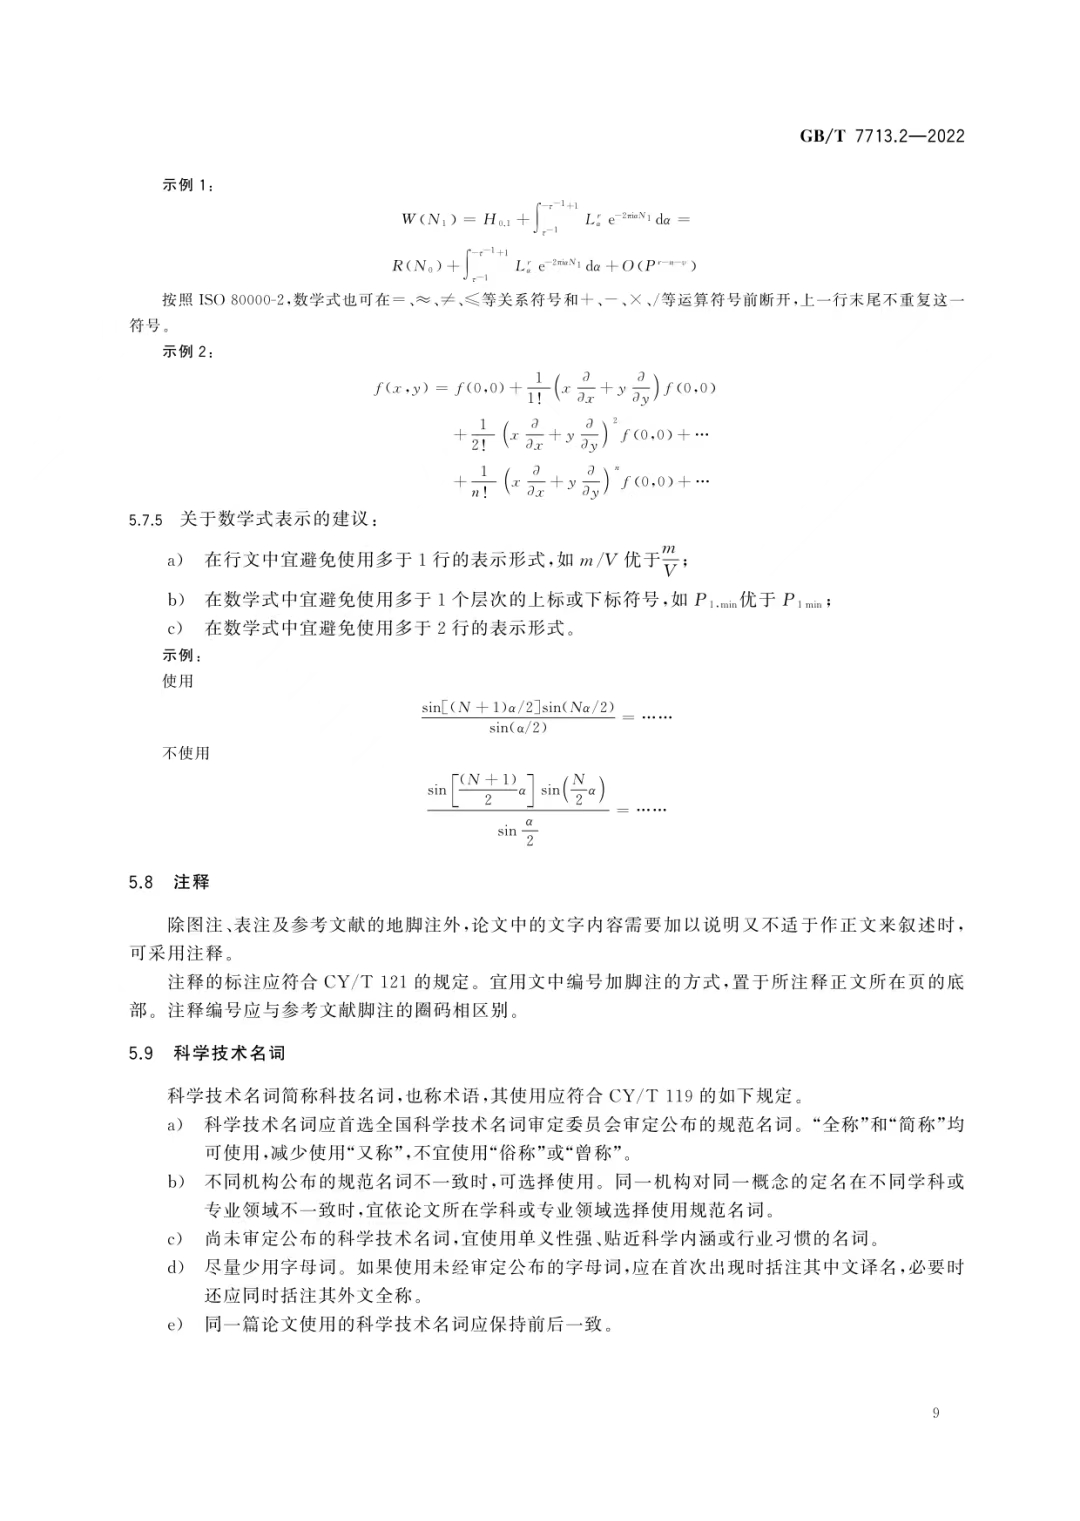 GB/T 7713.2—2022
示例 1:
W(N₁) = H₀.₁ + ∫_{τ⁻¹}^{-τ⁻¹+1} L_α^r e^{-2πiαN₁} dα =
R(N₀) + ∫_{τ⁻¹}^{-τ⁻¹+1} L_α^r e^{-2πiαN₁} dα + O(P^{r-n-v})
按照 ISO 80000-2,数学式也可在=、≈、≠、≤等关系符号和+、-、×、/等运算符号前断开,上一行末尾不重复这一
符号。
示例 2:
f(x,y) = f(0,0) + \frac{1}{1!}(x \frac{∂}{∂x} + y \frac{∂}{∂y}) f(0,0)
+ \frac{1}{2!}(x \frac{∂}{∂x} + y \frac{∂}{∂y})² f(0,0) + …
+ \frac{1}{n!}(x \frac{∂}{∂x} + y \frac{∂}{∂y})ⁿ f(0,0) + …
5.7.5 关于数学式表示的建议:
a) 在行文中宜避免使用多于 1 行的表示形式,如 m/V 优于 \frac{m}{V};
b) 在数学式中宜避免使用多于 1 个层次的上标或下标符号,如 P_{1,min}优于 P_{1 min};
c) 在数学式中宜避免使用多于 2 行的表示形式。
示例:
使用
\frac{sin[(N+1)α/2]sin(Nα/2)}{sin(α/2)} = ……
不使用
\frac{sin[\frac{(N+1)}{2}α] sin(\frac{N}{2}α)}{sin \frac{α}{2}} = ……
5.8 注释
除图注、表注及参考文献的地脚注外,论文中的文字内容需要加以说明又不适于作正文来叙述时,
可采用注释。
注释的标注应符合 CY/T 121 的规定。宜用文中编号加脚注的方式,置于所注释正文所在页的底
部。注释编号应与参考文献脚注的圈码相区别。
5.9 科学技术名词
科学技术名词简称科技名词,也称术语,其使用应符合 CY/T 119 的如下规定。
a) 科学技术名词应首选全国科学技术名词审定委员会审定公布的规范名词。“全称”和“简称”均
可使用,减少使用“又称”,不宜使用“俗称”或“曾称”。
b) 不同机构公布的规范名词不一致时,可选择使用。同一机构对同一概念的定名在不同学科或
专业领域不一致时,宜依论文所在学科或专业领域选择使用规范名词。
c) 尚未审定公布的科学技术名词,宜使用单义性强、贴近科学内涵或行业习惯的名词。
d) 尽量少用字母词。如果使用未经审定公布的字母词,应在首次出现时括注其中文译名,必要时
还应同时括注其外文全称。
e) 同一篇论文使用的科学技术名词应保持前后一致。
9